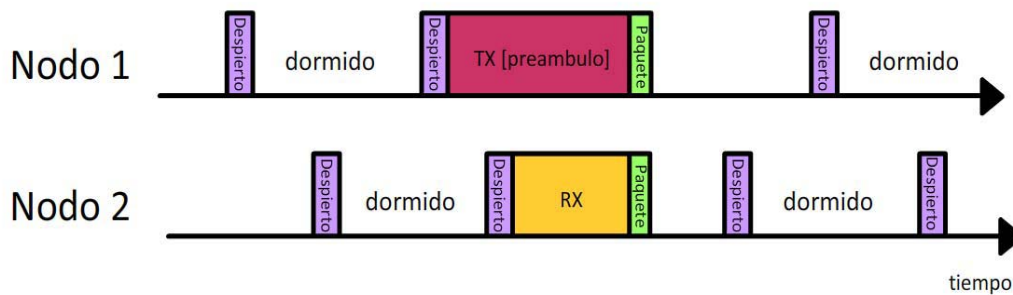 Nodo 1
Despierto
dormido
Despierto
TX [preambulo]
Paquete
Despierto
dormido
Nodo 2
Despierto
dormido
Despierto
RX
Paquete
Despierto
dormido
Despierto
tiempo